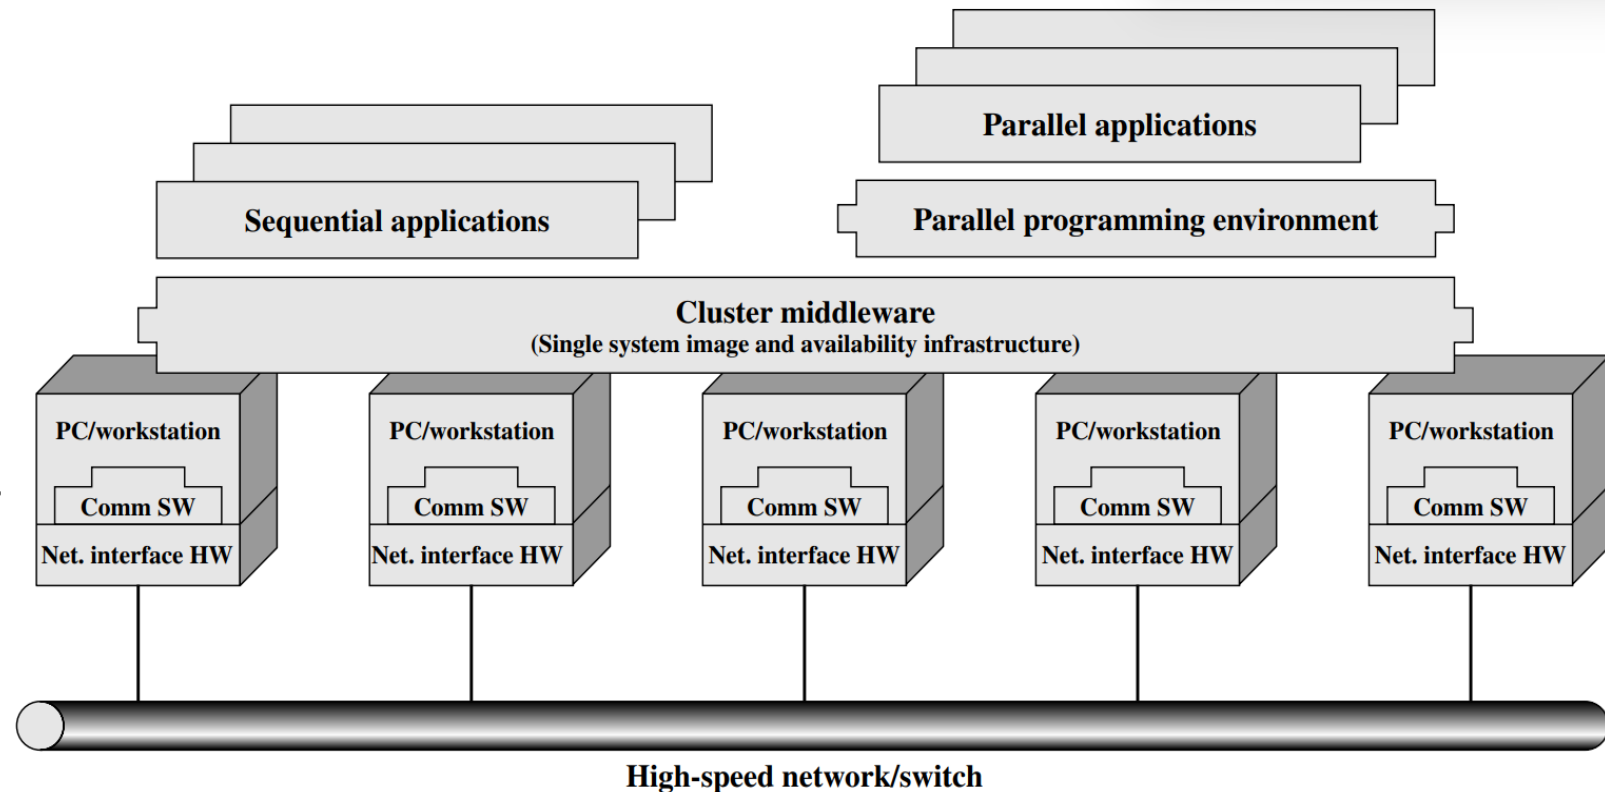 Parallel applications
Sequential applications
Parallel programming environment
Cluster middleware
(Single system image and availability infrastructure)
PC/workstation
PC/workstation
PC/workstation
PC/workstation
PC/workstation
Comm SW
Comm SW
Comm SW
Comm SW
Comm SW
Net. interface HW
Net. interface HW
Net. interface HW
Net. interface HW
Net. interface HW
High-speed network/switch